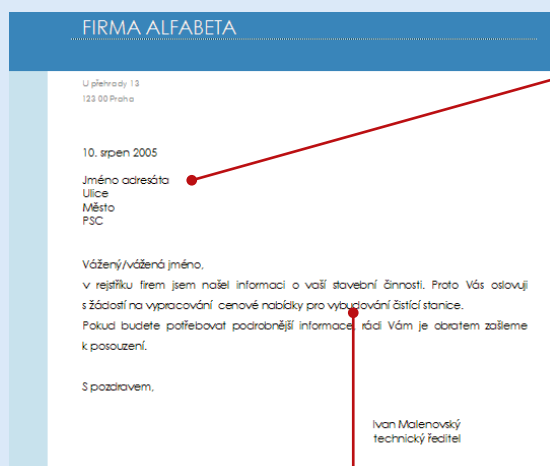 FIRMA ALFABETA
U přehrady 13
123 00 Praha
10. srpen 2005
Jméno adresáta
Ulice
Město
PSC
Vážený/vážená jméno,
v rejstříku firem jsem našel informaci o vaší stavební činnosti. Proto Vás oslovuji
s žádostí na vypracování cenové nabídky pro vybudování čistící stanice.
Pokud budete potřebovat podrobnější informace, rádi Vám je obratem zašleme
k posouzení.
S pozdravem,
Ivan Malenovský
technický ředitel